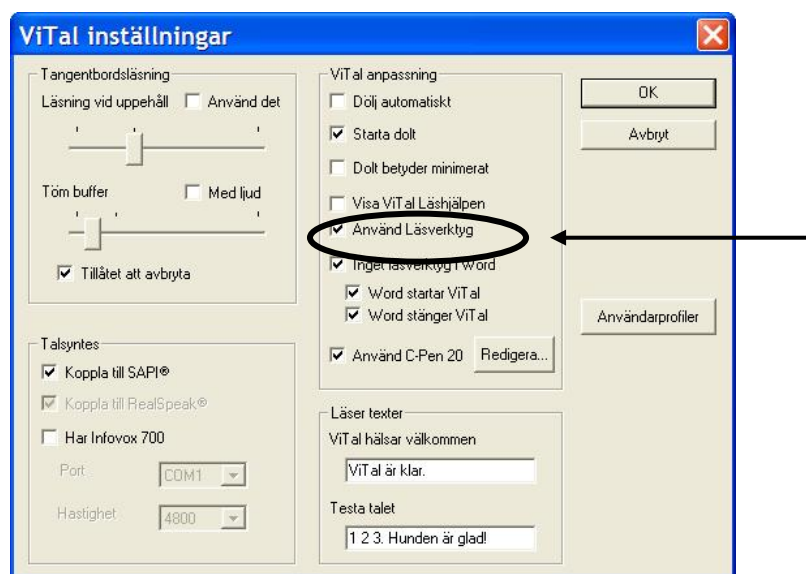 ViTal inställningar
Tangentbordsläsning
Läsning vid uppehåll Använd det
Töm buffer Med ljud
Tillåtet att avbryta
Talsyntes
Koppla till SAPI®
Koppla till RealSpeak®
Har Infovox 700
Port COM1
Hastighet 4800
ViTal anpassning
Dölj automatiskt
Starta dolt
Dolt betyder minimerat
Visa ViTal Läshjälpen
Använd Läsverktyg
Inget läsverktyg i Word
Word startar ViTal
Word stänger ViTal
Använd C-Pen 20 Redigera...
Läser texter
ViTal hälsar välkommen
ViTal är klar.
Testa talet
1 2 3. Hunden är glad!
OK
Avbryt
Användarprofiler